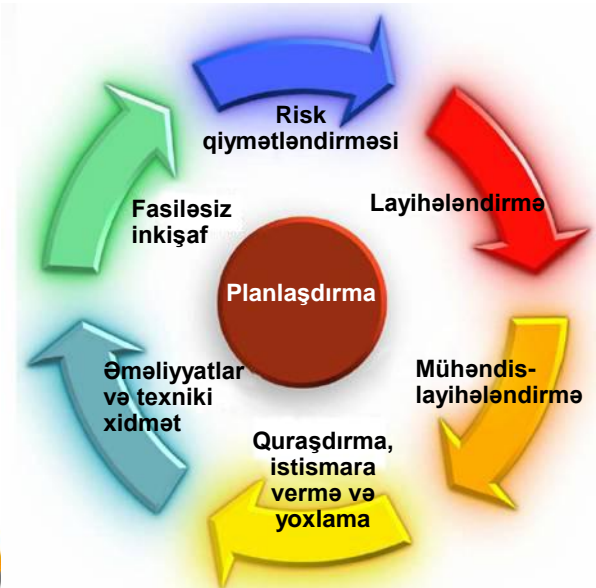 Risk
qiymətləndirməsi
Layihələndirmə
Mühəndis-
layihələndirmə
Quraşdırma,
istismara
vermə və
yoxlama
Əməliyyatlar
və texniki
xidmət
Fasiləsiz
inkişaf
Planlaşdırma